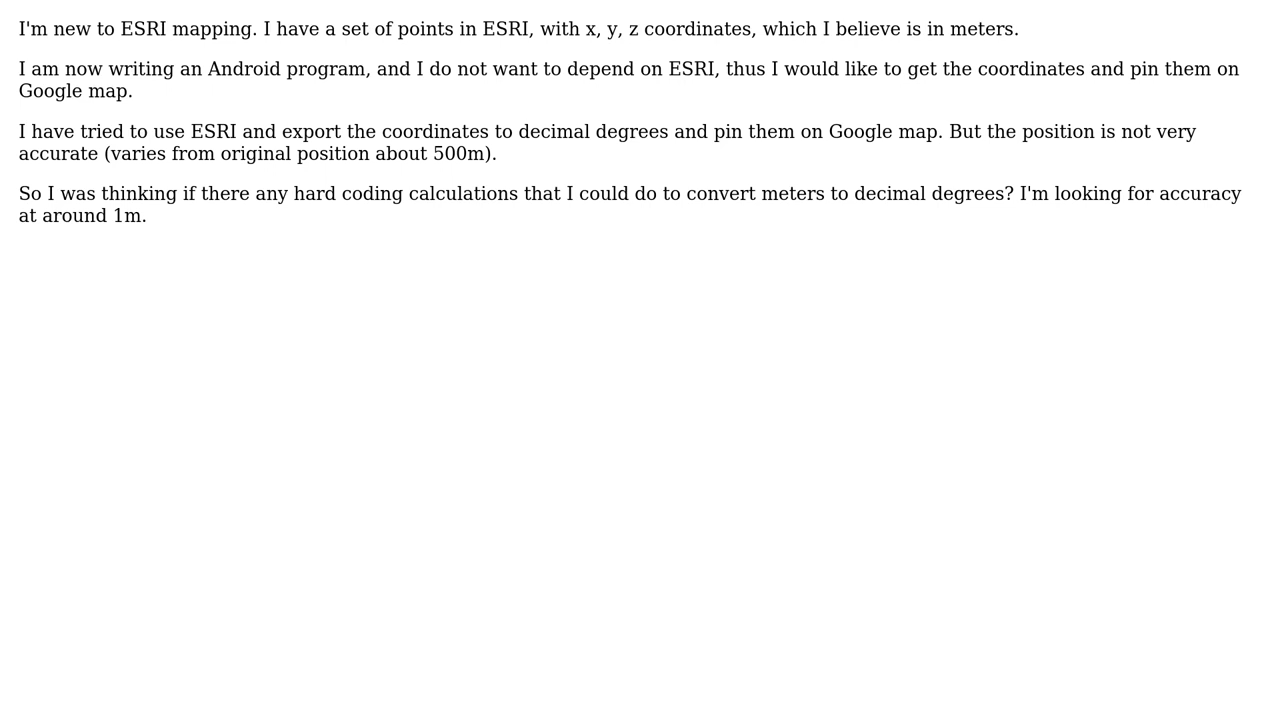 I'm new to ESRI mapping. I have a set of points in ESRI, with x, y, z coordinates, which I believe is in meters.
I am now writing an Android program, and I do not want to depend on ESRI, thus I would like to get the coordinates and pin them on
Google map.
I have tried to use ESRI and export the coordinates to decimal degrees and pin them on Google map. But the position is not very
accurate (varies from original position about 500m).
So I was thinking if there any hard coding calculations that I could do to convert meters to decimal degrees? I'm looking for accuracy
at around 1m.